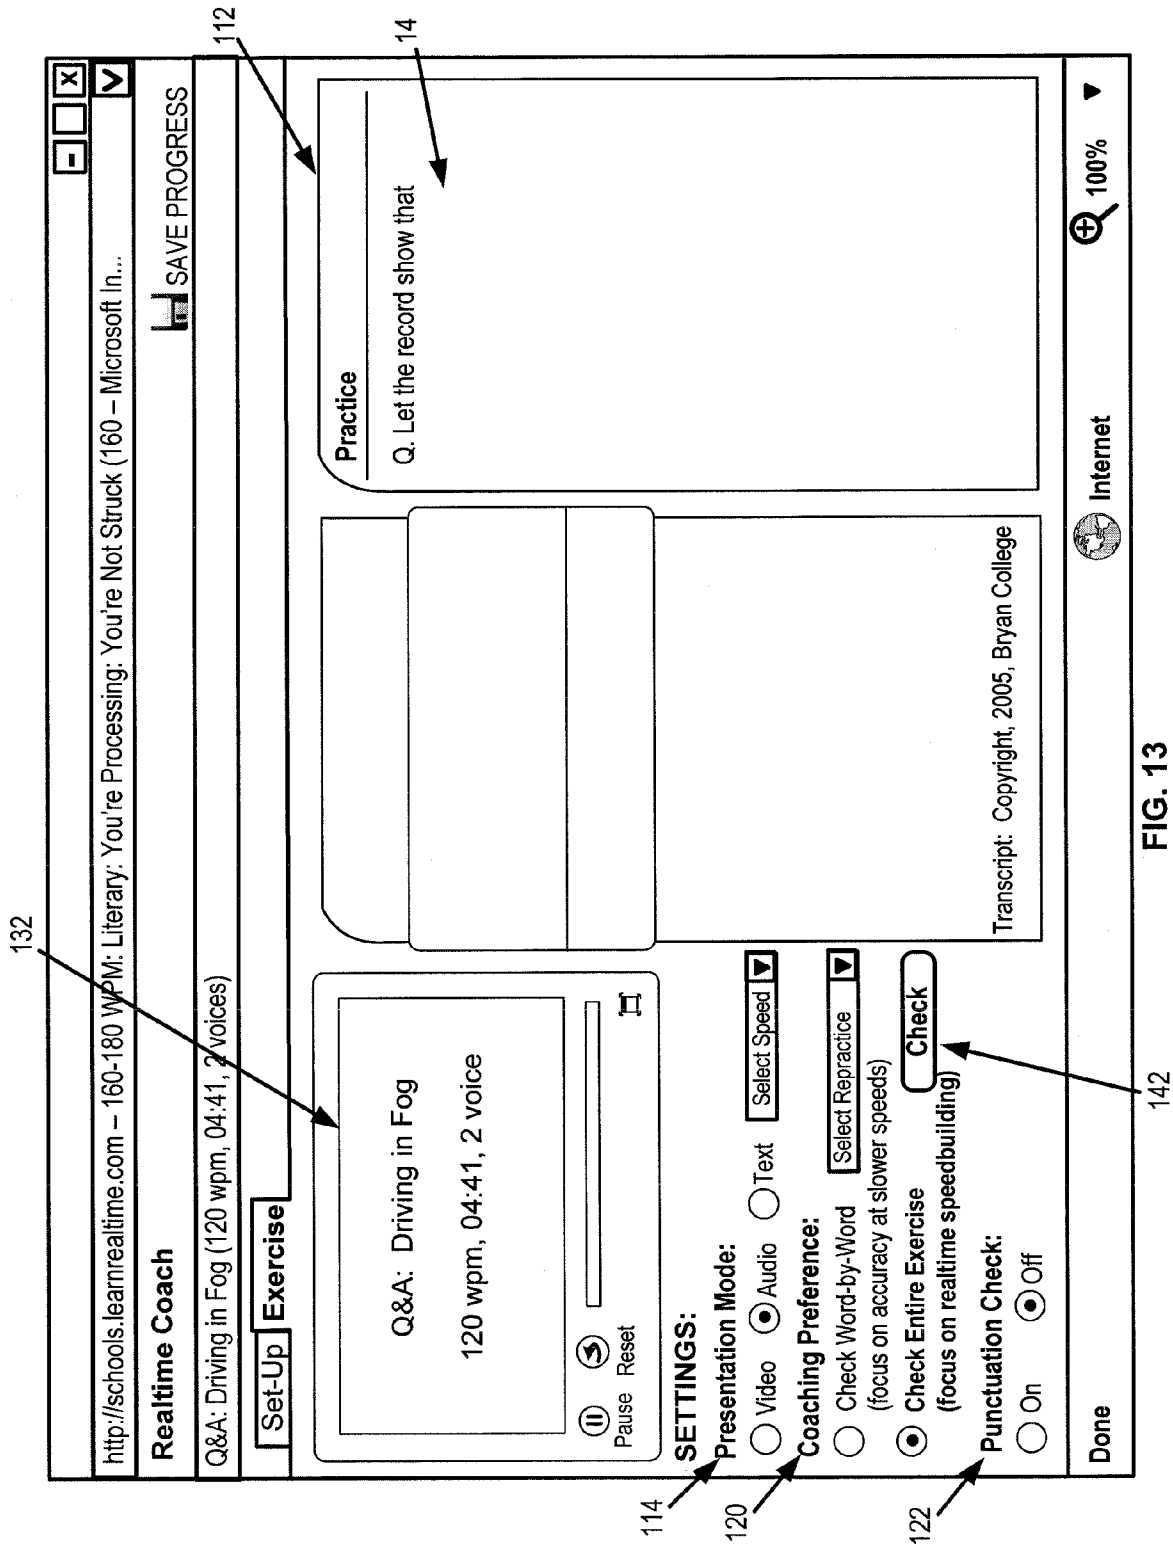 - □ X
http://schools.learnrealtime.com – 160-180 WPM: Literary: You're Processing: You're Not Struck (160 – Microsoft In...
Realtime Coach
SAVE PROGRESS
Q&A: Driving in Fog (120 wpm, 04:41, 2 voices)
Set-Up
Exercise
132
Q&A: Driving in Fog
120 wpm, 04:41, 2 voice
Pause
Reset
SETTINGS:
114
Presentation Mode:
Video
Audio
Text
Select Speed
120
Coaching Preference:
Check Word-by-Word
Select Repractice
(focus on accuracy at slower speeds)
Check Entire Exercise
(focus on realtime speedbuilding)
Check
142
122
Punctuation Check:
On
Off
Transcript: Copyright, 2005, Bryan College
112
Practice
14
Q. Let the record show that
Done
Internet
100%
FIG. 13